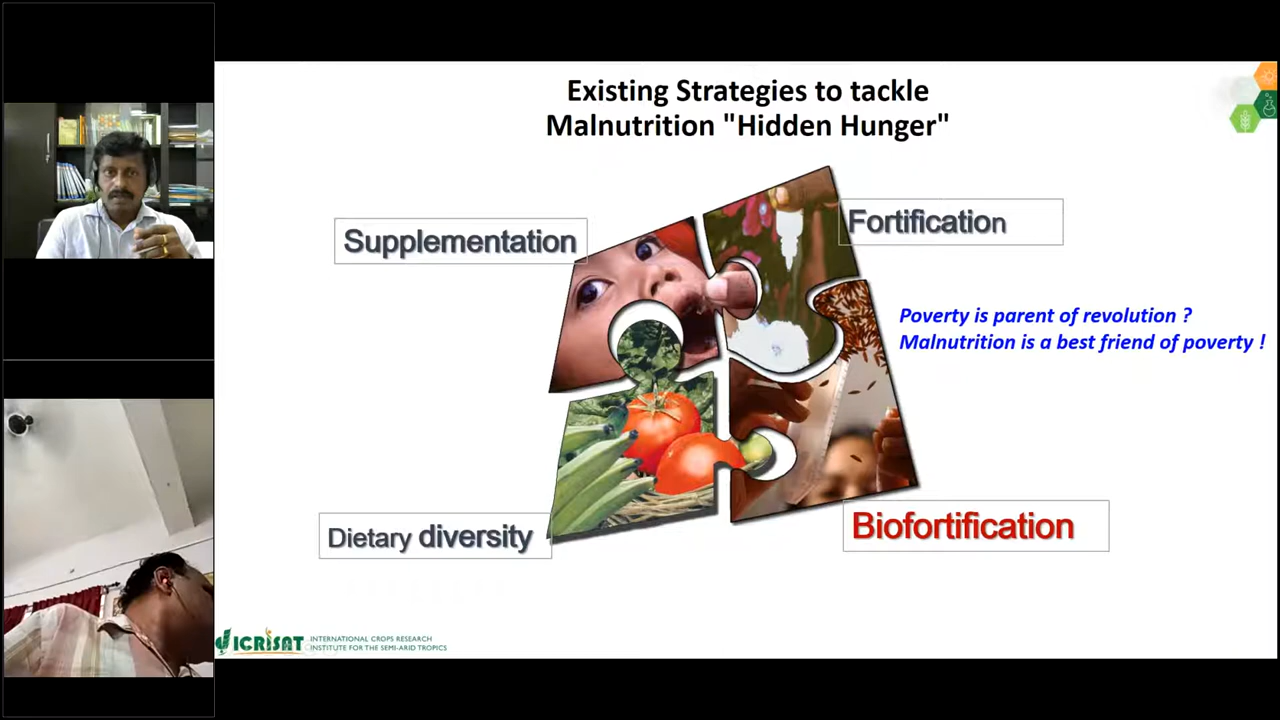 Existing Strategies to tackle
Malnutrition "Hidden Hunger"
Supplementation
Fortification
Poverty is parent of revolution ?
Malnutrition is a best friend of poverty !
Dietary diversity
Biofortification
ICRISAT
INTERNATIONAL CROPS RESEARCH
INSTITUTE FOR THE SEMI-ARID TROPICS